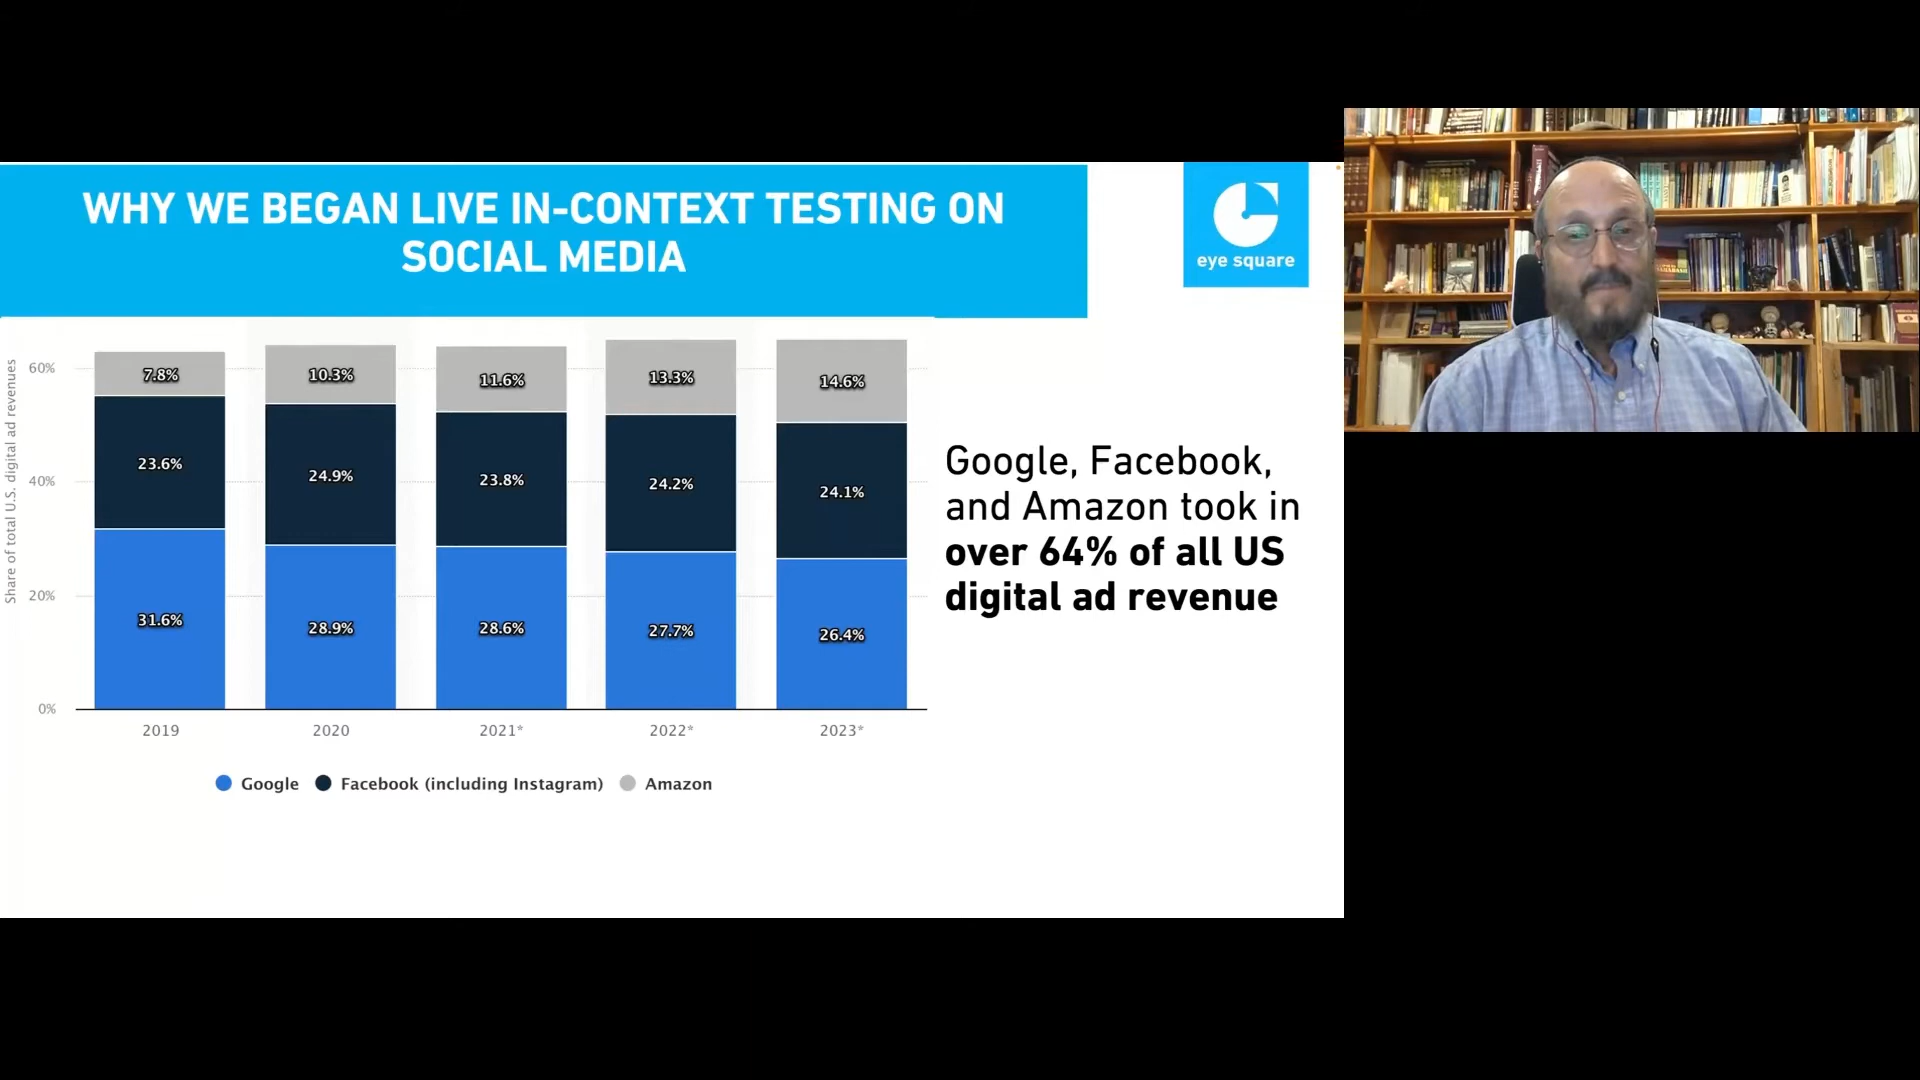 WHY WE BEGAN LIVE IN-CONTEXT TESTING ON
SOCIAL MEDIA
eye square
Share of total U.S. digital ad revenues
60%
40%
20%
0%
7.8%
10.3%
11.6%
13.3%
14.6%
23.6%
24.9%
23.8%
24.2%
24.1%
31.6%
28.9%
28.6%
27.7%
26.4%
2019
2020
2021*
2022*
2023*
Google
Facebook (including Instagram)
Amazon
Google, Facebook,
and Amazon took in
over 64% of all US
digital ad revenue